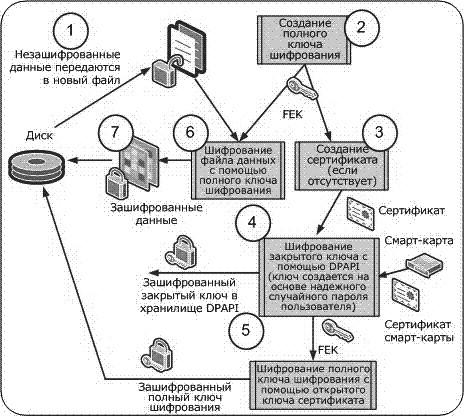 1
Незашифрованные
данные передаются
в новый файл
Создание
полного
ключа
шифрования
2
FEK
Диск
7
6
3
Шифрование
файла данных
с помощью
полного ключа
шифрования
Создание
сертификата
(если
отсутствует)
Зашифрованные
данные
4
Сертификат
Шифрование
закрытого ключа с
помощью DPAPI
(ключ создается на
основе надежного
случайного пароля
пользователя)
Смарт-карта
Зашифрованный
закрытый ключ в
хранилище DPAPI
Сертификат
смарт-карты
5
FEK
Шифрование полного
ключа шифрования с
помощью открытого
ключа сертификата
Зашифрованный
полный ключ
шифрования